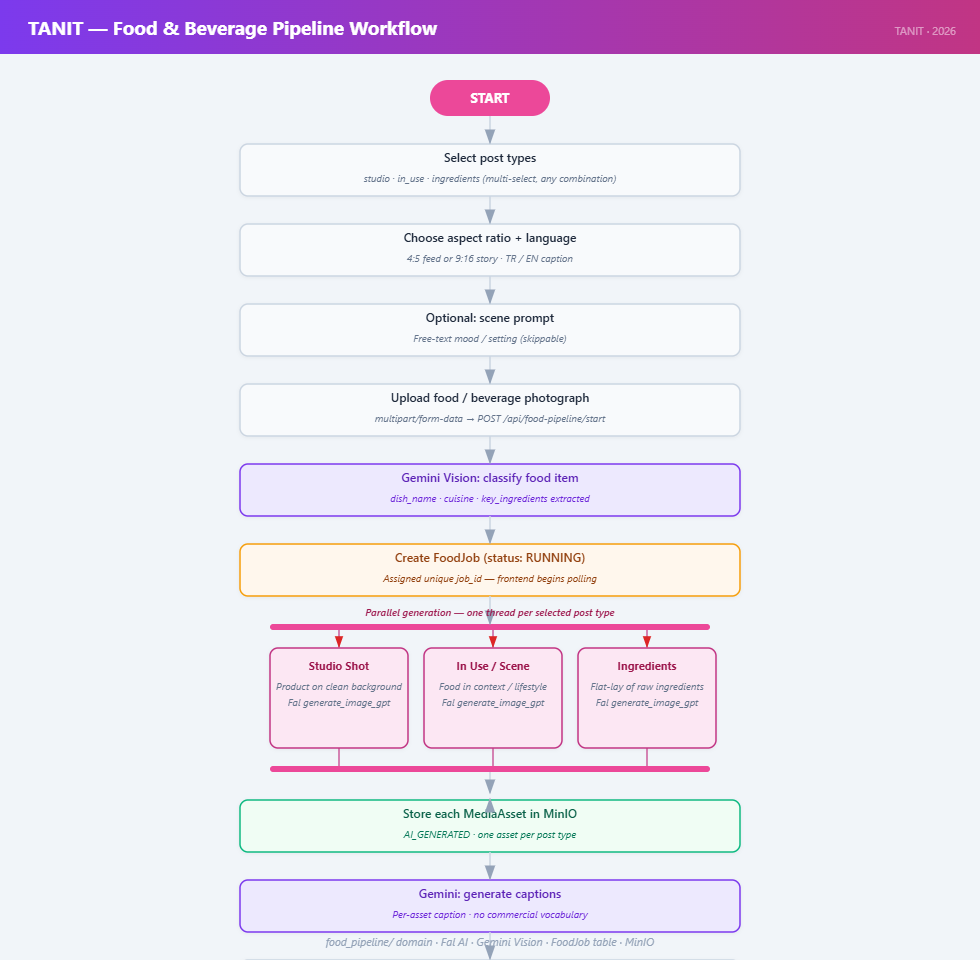 TANIT — Food & Beverage Pipeline Workflow
TANIT · 2026
START
Select post types
studio · in_use · ingredients (multi-select, any combination)
Choose aspect ratio + language
4:5 feed or 9:16 story · TR / EN caption
Optional: scene prompt
Free-text mood / setting (skippable)
Upload food / beverage photograph
multipart/form-data → POST /api/food-pipeline/start
Gemini Vision: classify food item
dish_name · cuisine · key_ingredients extracted
Create FoodJob (status: RUNNING)
Assigned unique job_id — frontend begins polling
Parallel generation — one thread per selected post type
Studio Shot
Product on clean background
Fal generate_image_gpt
In Use / Scene
Food in context / lifestyle
Fal generate_image_gpt
Ingredients
Flat-lay of raw ingredients
Fal generate_image_gpt
Store each MediaAsset in MinIO
AI_GENERATED · one asset per post type
Gemini: generate captions
Per-asset caption · no commercial vocabulary
food_pipeline/ domain · Fal AI · Gemini Vision · FoodJob table · MinIO